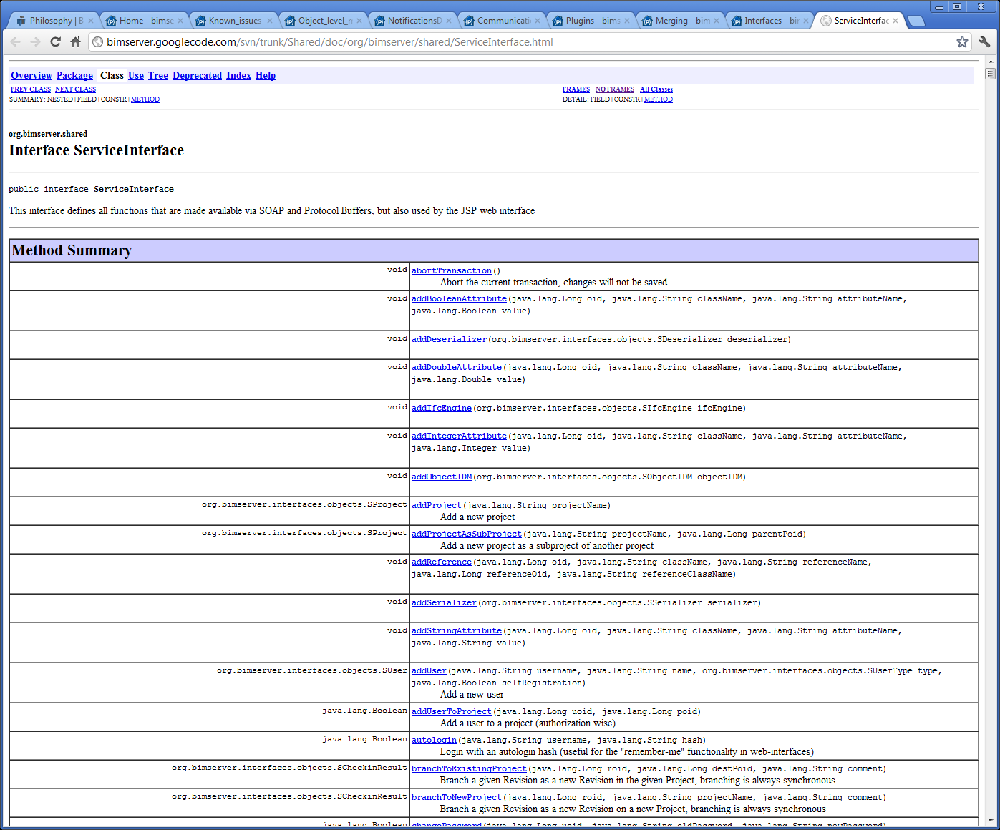 Philosophy | B
Home - bimse
Known_issues
Object_level_n
NotificationsD
Communicati
Plugins - bims
Merging - bim
Interfaces - bin
ServiceInterfac
bimserver.googlecode.com/svn/trunk/Shared/doc/org/bimserver/shared/ServiceInterface.html
Overview Package Class Use Tree Deprecated Index Help
PREV CLASS NEXT CLASS
FRAMES NO FRAMES All Classes
SUMMARY: NESTED | FIELD | CONSTR | METHOD
DETAIL: FIELD | CONSTR | METHOD
org.bimserver.shared
Interface ServiceInterface
public interface ServiceInterface
This interface defines all functions that are made available via SOAP and Protocol Buffers, but also used by the JSP web interface
Method Summary
void abortTransaction()
Abort the current transaction, changes will not be saved
void addBooleanAttribute(java.lang.Long oid, java.lang.String className, java.lang.String attributeName,
java.lang.Boolean value)
void addDeserializer(org.bimserver.interfaces.objects.SDeserializer deserializer)
void addDoubleAttribute(java.lang.Long oid, java.lang.String className, java.lang.String attributeName,
java.lang.Double value)
void addIfcEngine(org.bimserver.interfaces.objects.SIfcEngine ifcEngine)
void addIntegerAttribute(java.lang.Long oid, java.lang.String className, java.lang.String attributeName,
java.lang.Integer value)
void addObjectIDM(org.bimserver.interfaces.objects.SObjectIDM objectIDM)
org.bimserver.interfaces.objects.SProject addProject(java.lang.String projectName)
Add a new project
org.bimserver.interfaces.objects.SProject addProjectAsSubProject(java.lang.String projectName, java.lang.Long parentPoid)
Add a new project as a subproject of another project
void addReference(java.lang.Long oid, java.lang.String className, java.lang.String referenceName,
java.lang.Long referenceOid, java.lang.String referenceClassName)
void addSerializer(org.bimserver.interfaces.objects.SSerializer serializer)
void addStringAttribute(java.lang.Long oid, java.lang.String className, java.lang.String attributeName,
java.lang.String value)
org.bimserver.interfaces.objects.SUser addUser(java.lang.String username, java.lang.String name, org.bimserver.interfaces.objects.SUserType type,
java.lang.Boolean selfRegistration)
Add a new user
java.lang.Boolean addUserToProject(java.lang.Long uoid, java.lang.Long poid)
Add a user to a project (authorization wise)
java.lang.Boolean autologin(java.lang.String username, java.lang.String hash)
Login with an autologin hash (useful for the "remember-me" functionality in web-interfaces)
org.bimserver.interfaces.objects.SCheckinResult branchToExistingProject(java.lang.Long roid, java.lang.Long destPoid, java.lang.String comment)
Branch a given Revision as a new Revision in the given Project, branching is always synchronous
org.bimserver.interfaces.objects.SCheckinResult branchToNewProject(java.lang.Long roid, java.lang.String projectName, java.lang.String comment)
Branch a given Revision as a new Revision on a new Project, branching is always synchronous
java.lang.Boolean changePassword(java.lang.Long uoid, java.lang.String oldPassword, java.lang.String newPassword)